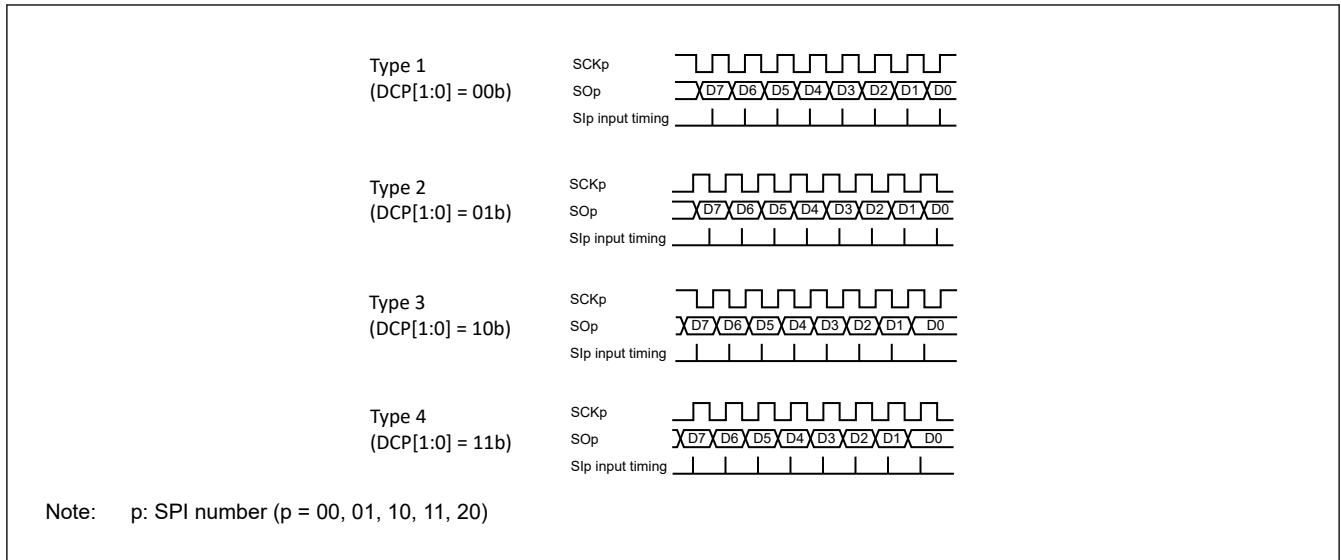 Type 1
(DCP[1:0] = 00b)
SCKp
SOp
D7 D6 D5 D4 D3 D2 D1 D0
SIp input timing
Type 2
(DCP[1:0] = 01b)
SCKp
SOp
D7 D6 D5 D4 D3 D2 D1 D0
SIp input timing
Type 3
(DCP[1:0] = 10b)
SCKp
SOp
D7 D6 D5 D4 D3 D2 D1 D0
SIp input timing
Type 4
(DCP[1:0] = 11b)
SCKp
SOp
D7 D6 D5 D4 D3 D2 D1 D0
SIp input timing
Note: p: SPI number (p = 00, 01, 10, 11, 20)